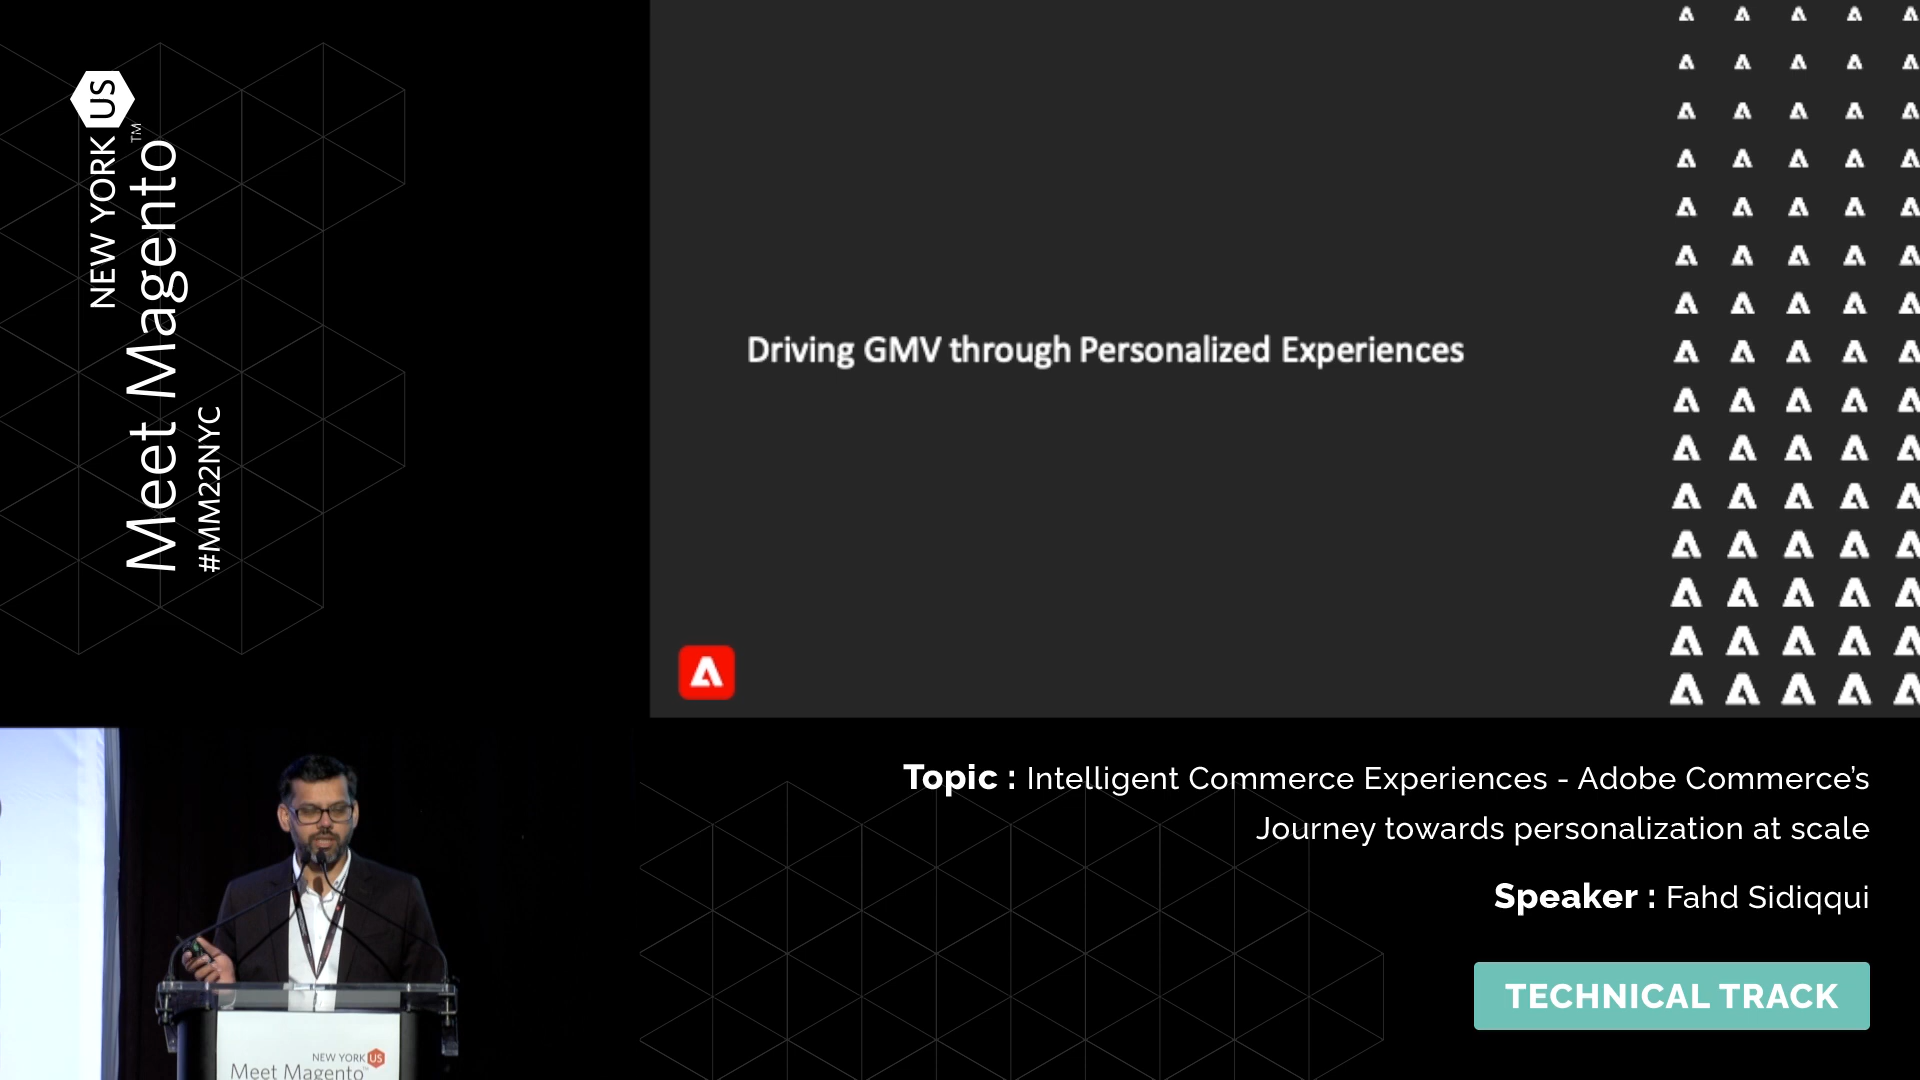 NEW YORK US
Meet Magento™
#MM22NYC
Driving GMV through Personalized Experiences
Topic : Intelligent Commerce Experiences - Adobe Commerce’s
Journey towards personalization at scale
Speaker : Fahd Sidiqqui
TECHNICAL TRACK
NEW YORK US
Meet Magento™